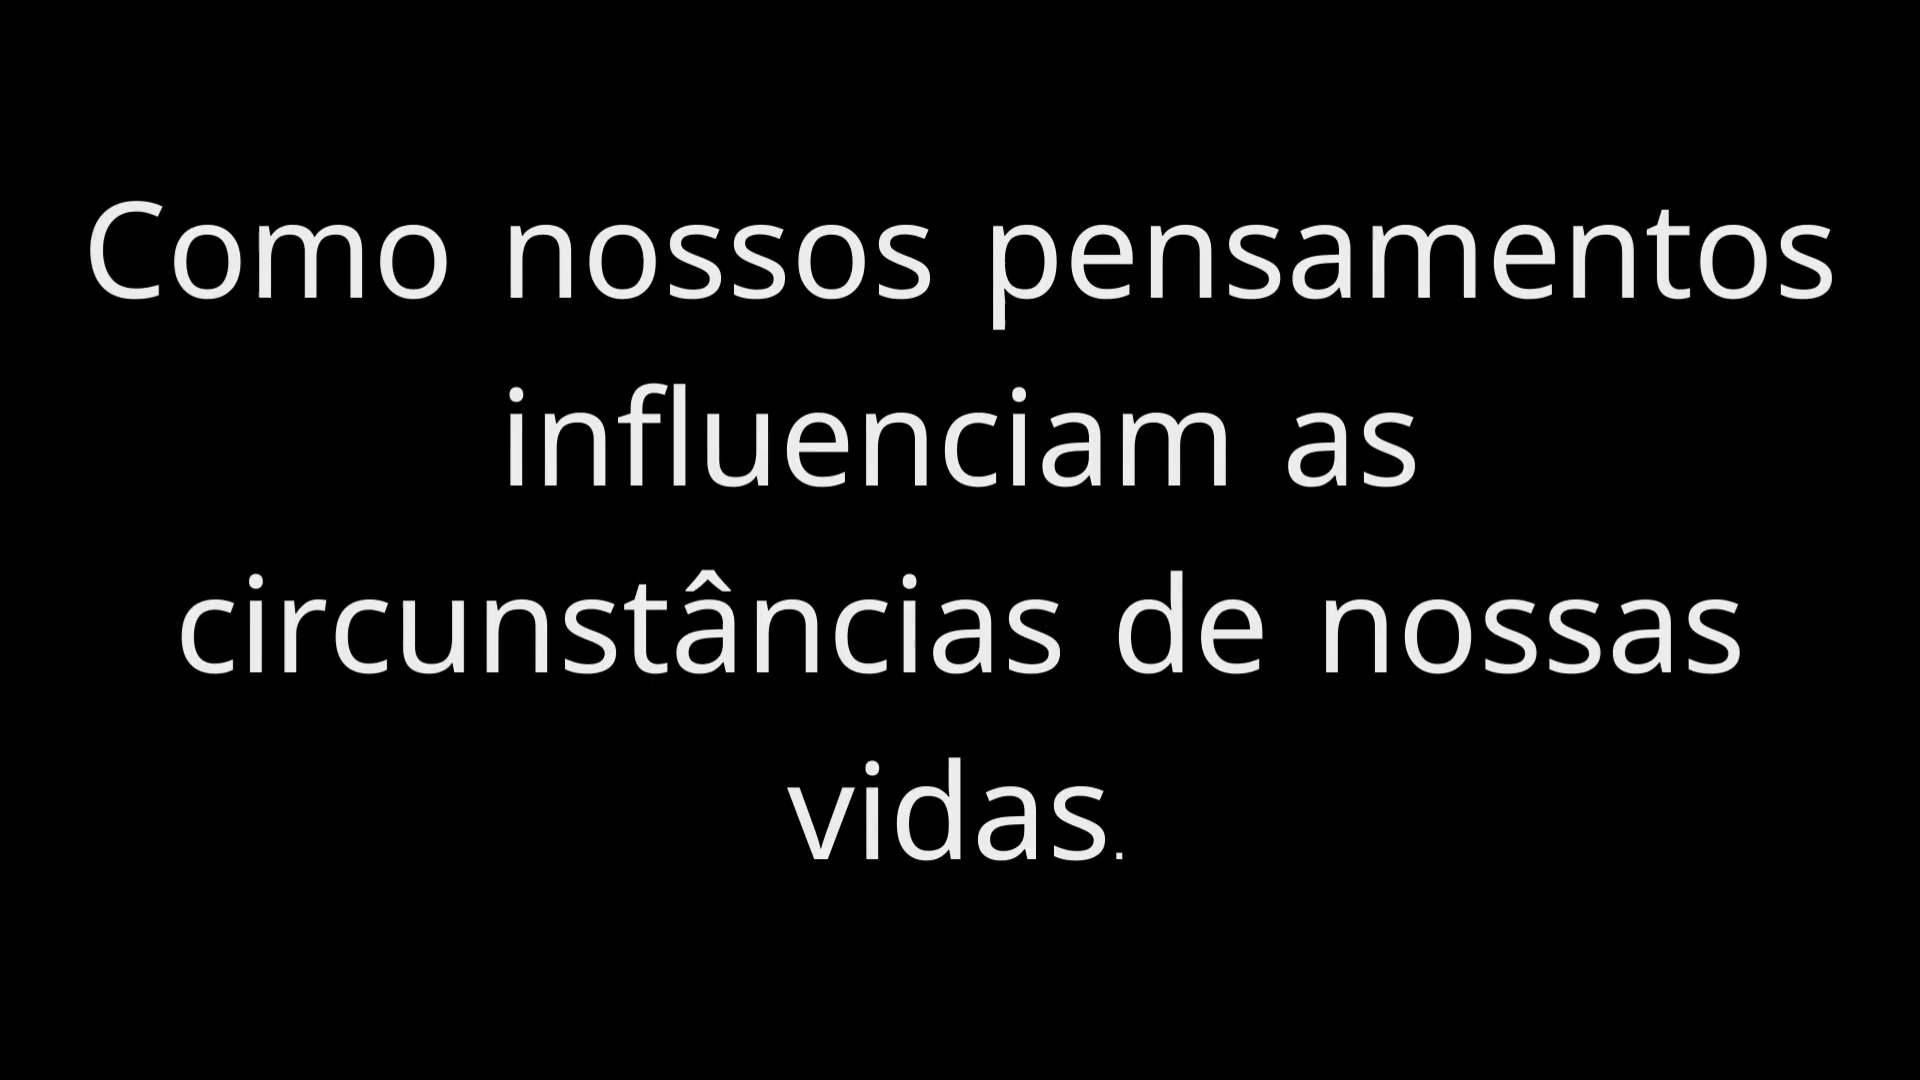 Como nossos pensamentos
influenciam as
circunstâncias de nossas
vidas.